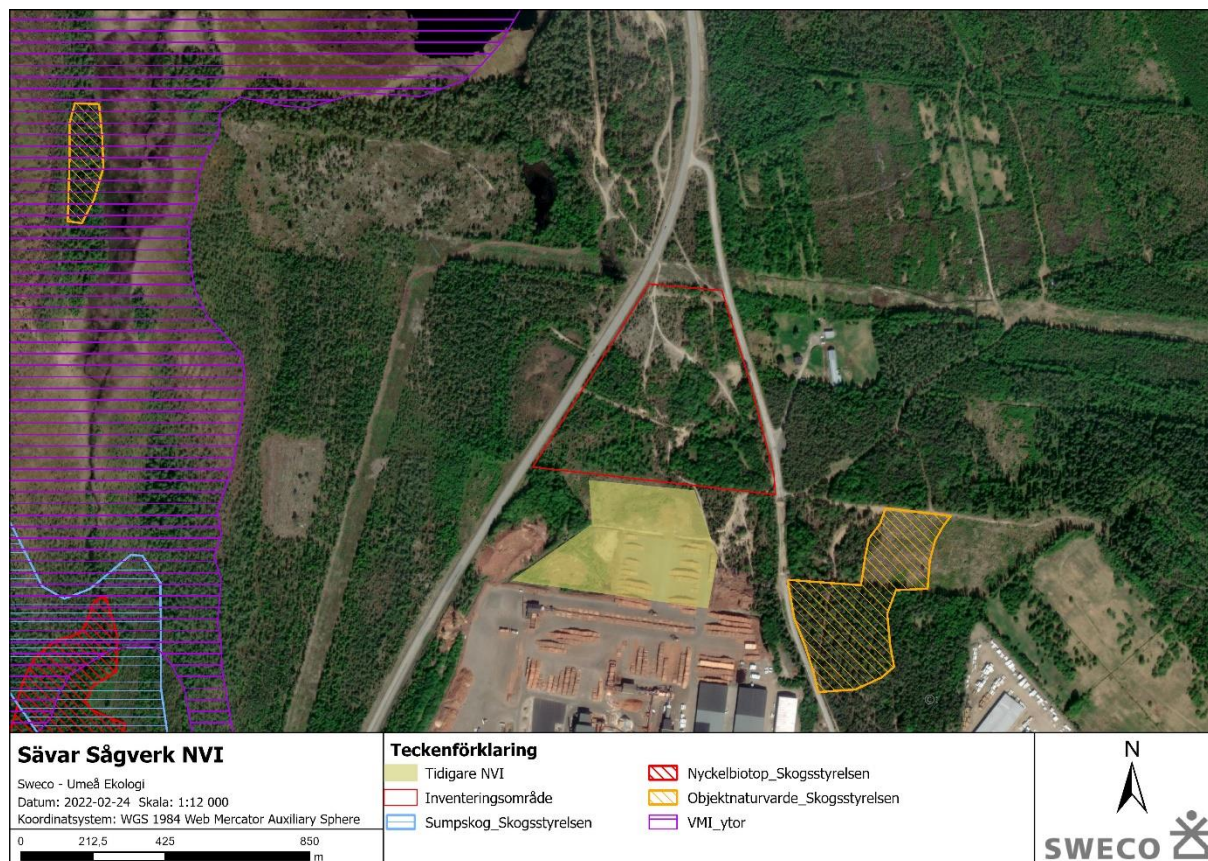 Sävar Sågverk NVI
Sweco - Umeå Ekologi
Datum: 2022-02-24 Skala: 1:12 000
Koordinatsystem: WGS 1984 Web Mercator Auxiliary Sphere
0 212,5 425 850
m
Teckenförklaring
Tidigare NVI
Inventeringsområde
Sumpskog_Skogsstyrelsen
Nyckelbiotop_Skogsstyrelsen
Objektnaturvarde_Skogsstyrelsen
VMI_ytor
N
SWECO